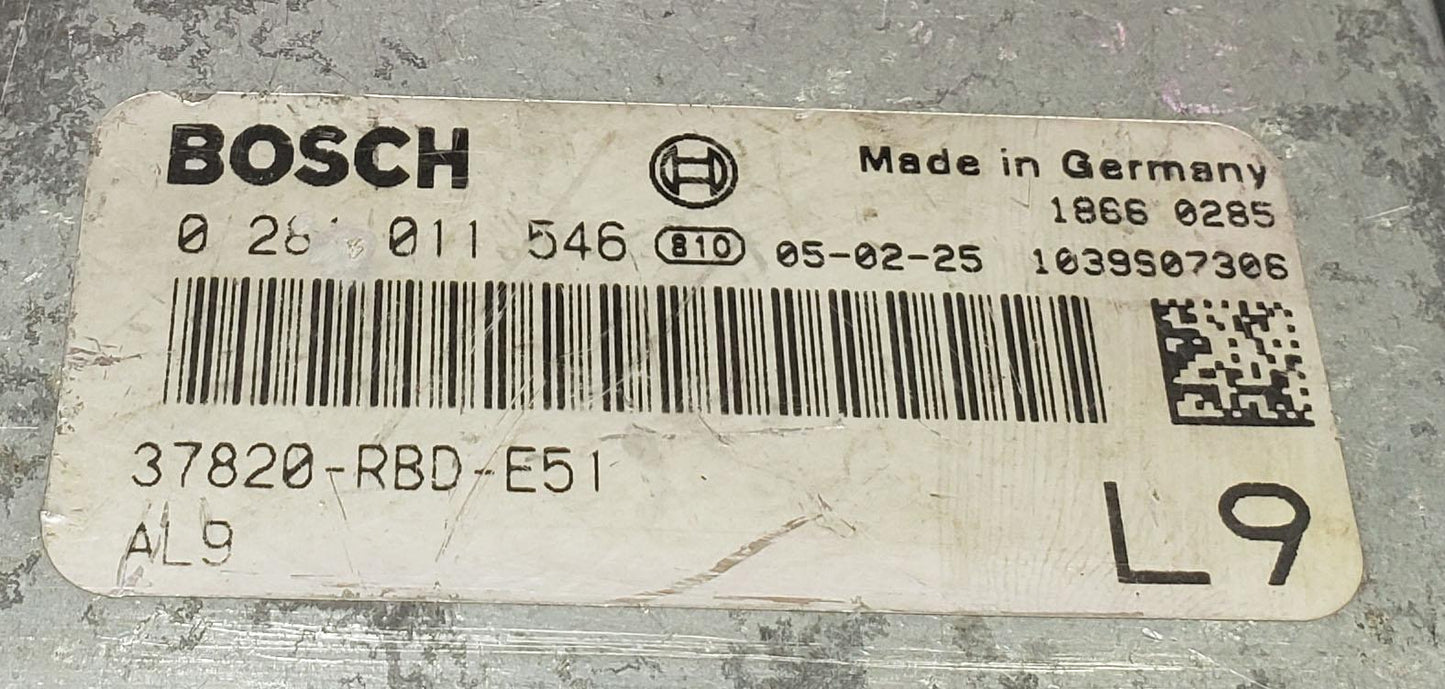 BOSCH
Made in Germany
1866 0285
0 28 011 546 810 05-02-25 1039S07306
37820-RBD-E51
AL9
L9